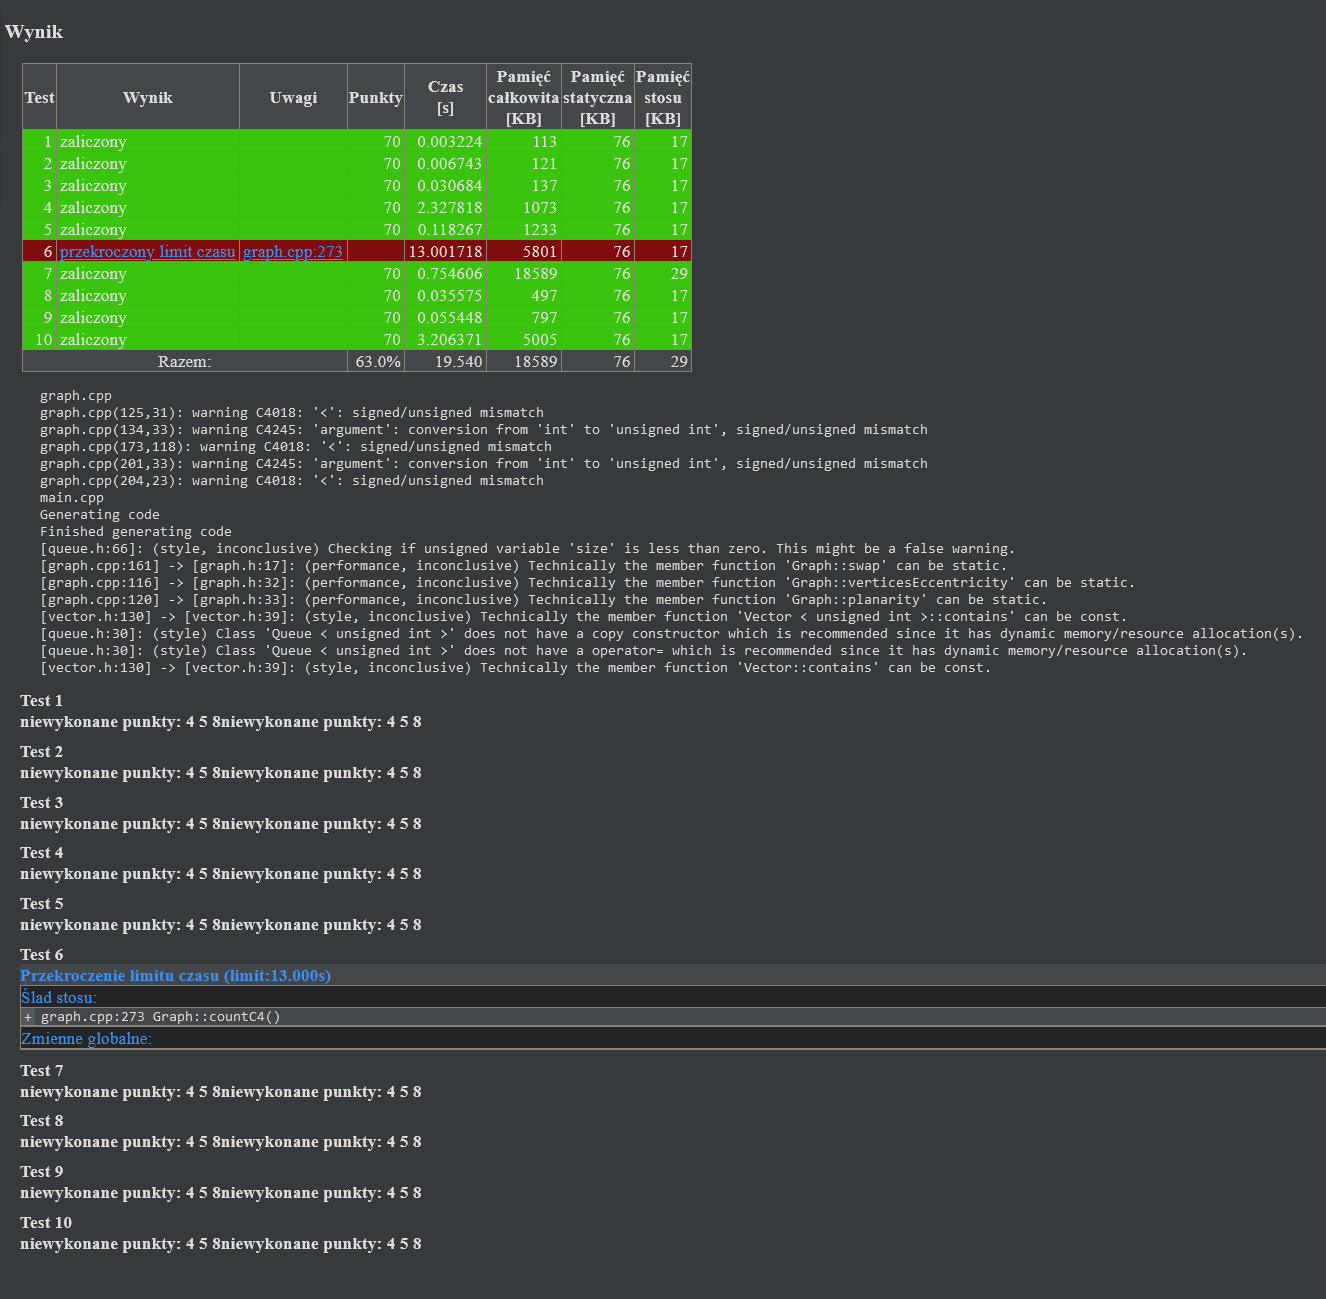 Wynik
Test Wynik Uwagi Punkty Czas [s] Pamięć całkowita [KB] Pamięć statyczna [KB] Pamięć stosu [KB]
1 zaliczony 70 0.003224 113 76 17
2 zaliczony 70 0.006743 121 76 17
3 zaliczony 70 0.030684 137 76 17
4 zaliczony 70 2.327818 1073 76 17
5 zaliczony 70 0.118267 1233 76 17
6 przekroczony limit czasu graph.cpp:273 13.001718 5801 76 17
7 zaliczony 70 0.754606 18589 76 29
8 zaliczony 70 0.035575 497 76 17
9 zaliczony 70 0.055448 797 76 17
10 zaliczony 70 3.206371 5005 76 17
Razem: 63.0% 19.540 18589 76 29
graph.cpp
graph.cpp(125,31): warning C4018: '<': signed/unsigned mismatch
graph.cpp(134,33): warning C4245: 'argument': conversion from 'int' to 'unsigned int', signed/unsigned mismatch
graph.cpp(173,118): warning C4018: '<': signed/unsigned mismatch
graph.cpp(201,33): warning C4245: 'argument': conversion from 'int' to 'unsigned int', signed/unsigned mismatch
graph.cpp(204,23): warning C4018: '<': signed/unsigned mismatch
main.cpp
Generating code
Finished generating code
[queue.h:66]: (style, inconclusive) Checking if unsigned variable 'size' is less than zero. This might be a false warning.
[graph.cpp:161] -> [graph.h:17]: (performance, inconclusive) Technically the member function 'Graph::swap' can be static.
[graph.cpp:116] -> [graph.h:32]: (performance, inconclusive) Technically the member function 'Graph::verticesEccentricity' can be static.
[graph.cpp:120] -> [graph.h:33]: (performance, inconclusive) Technically the member function 'Graph::planarity' can be static.
[vector.h:130] -> [vector.h:39]: (style, inconclusive) Technically the member function 'Vector < unsigned int >::contains' can be const.
[queue.h:30]: (style) Class 'Queue < unsigned int >' does not have a copy constructor which is recommended since it has dynamic memory/resource allocation(s).
[queue.h:30]: (style) Class 'Queue < unsigned int >' does not have a operator= which is recommended since it has dynamic memory/resource allocation(s).
[vector.h:130] -> [vector.h:39]: (style, inconclusive) Technically the member function 'Vector::contains' can be const.
Test 1
niewykonane punkty: 4 5 8niewykonane punkty: 4 5 8
Test 2
niewykonane punkty: 4 5 8niewykonane punkty: 4 5 8
Test 3
niewykonane punkty: 4 5 8niewykonane punkty: 4 5 8
Test 4
niewykonane punkty: 4 5 8niewykonane punkty: 4 5 8
Test 5
niewykonane punkty: 4 5 8niewykonane punkty: 4 5 8
Test 6
Przekroczenie limitu czasu (limit:13.000s)
Ślad stosu:
+ graph.cpp:273 Graph::countC4()
Zmienne globalne:
Test 7
niewykonane punkty: 4 5 8niewykonane punkty: 4 5 8
Test 8
niewykonane punkty: 4 5 8niewykonane punkty: 4 5 8
Test 9
niewykonane punkty: 4 5 8niewykonane punkty: 4 5 8
Test 10
niewykonane punkty: 4 5 8niewykonane punkty: 4 5 8